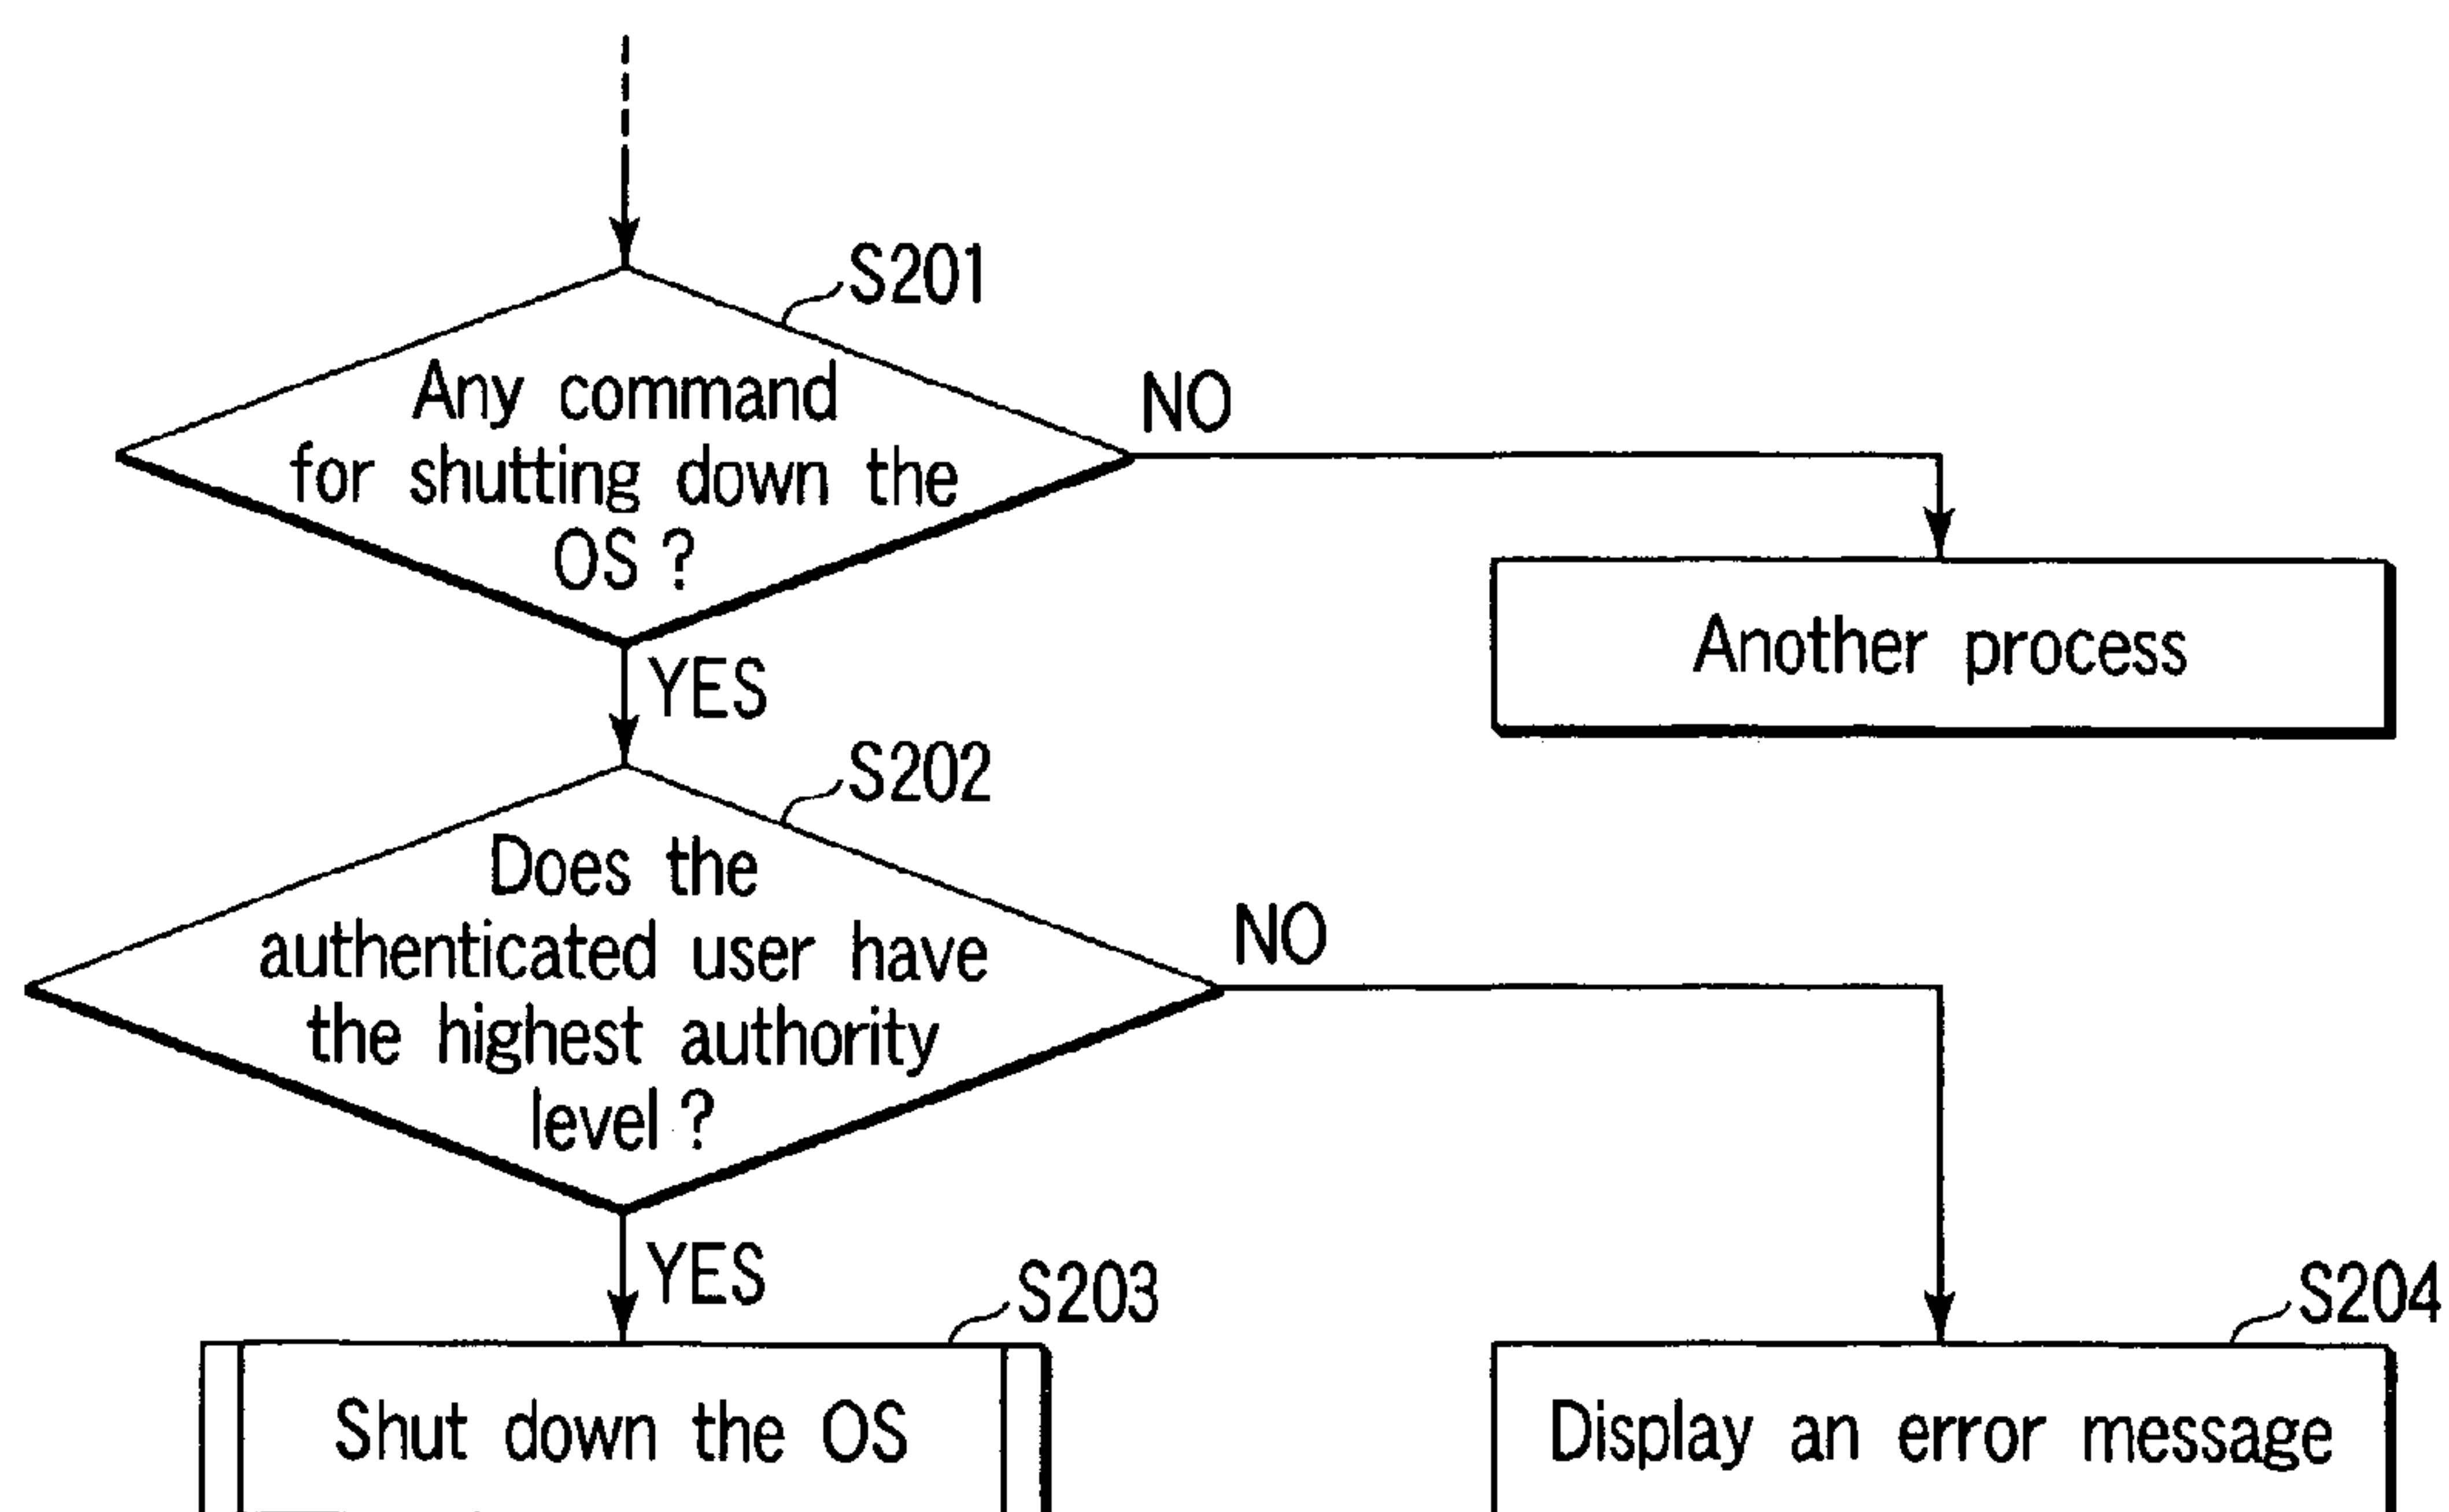 S201
Any command
for shutting down the
OS ?
NO
Another process
YES
S202
Does the
authenticated user have
the highest authority
level ?
NO
YES
S203
Shut down the OS
S204
Display an error message